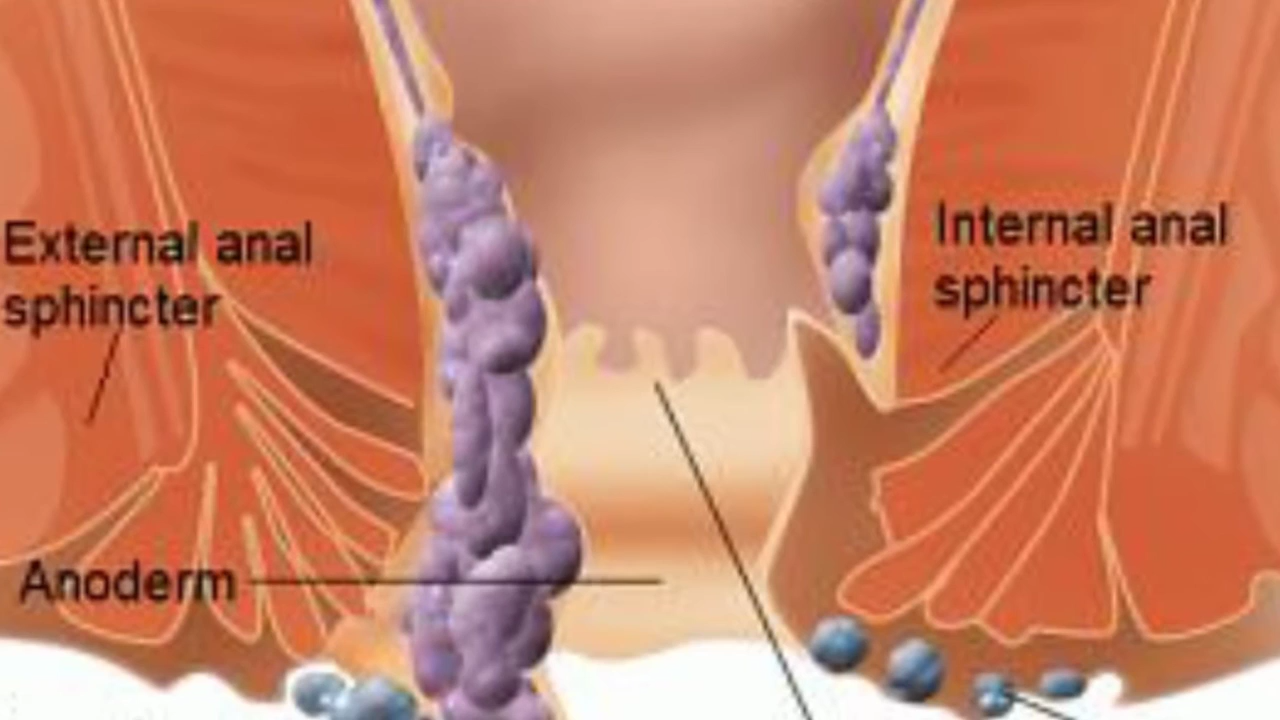 External anal
sphincter
Internal anal
sphincter
Anoderm